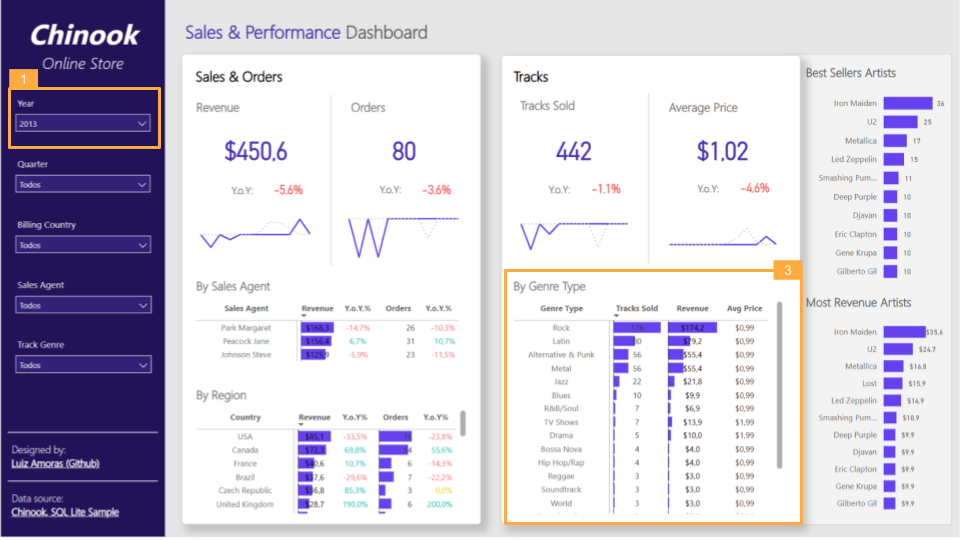 Chinook
Online Store
1
Year
2013
Quarter
Todos
Billing Country
Todos
Sales Agent
Todos
Track Genre
Todos
Designed by:
Luiz Amoras (Github)
Data source:
Chinook, SQL Lite Sample
Sales & Performance Dashboard
Sales & Orders
Revenue
$450,6
Y.o.Y: -5,6%
Orders
80
Y.o.Y: -3,6%
By Sales Agent
Sales Agent Revenue Y.o.Y.% Orders Y.o.Y.%
Park Margaret $168,3 -14,7% 26 -10,3%
Peacock Jane $156,4 6,7% 31 10,7%
Johnson Steve $125,9 -5,9% 23 -11,5%
By Region
Country Revenue Y.o.Y% Orders Y.o.Y.%
USA $85,1 -33,5% 16 -23,8%
Canada $72,3 69,8% 14 55,6%
France $40,6 10,7% 6 -14,3%
Brazil $37,6 -29,6% 7 -22,2%
Czech Republic $36,8 85,3% 3 0,0%
United Kingdom $28,7 190,0% 6 200,0%
Tracks
Tracks Sold
442
Y.o.Y: -1.1%
Average Price
$1,02
Y.o.Y: -4,6%
3
By Genre Type
Genre Type Tracks Sold Revenue Avg Price
Rock 176 $174,2 $0,99
Latin 80 $79,2 $0,99
Alternative & Punk 56 $55,4 $0,99
Metal 56 $55,4 $0,99
Jazz 22 $21,8 $0,99
Blues 10 $9,9 $0,99
R&B/Soul 7 $6,9 $0,99
TV Shows 7 $13,9 $1,99
Drama 5 $10,0 $1,99
Bossa Nova 4 $4,0 $0,99
Hip Hop/Rap 4 $4,0 $0,99
Reggae 3 $3,0 $0,99
Soundtrack 3 $3,0 $0,99
World 3 $3,0 $0,99
Best Sellers Artists
Iron Maiden 36
U2 25
Metallica 17
Led Zeppelin 15
Smashing Pum... 11
Deep Purple 10
Djavan 10
Eric Clapton 10
Gene Krupa 10
Gilberto Gil 10
Most Revenue Artists
Iron Maiden $35,6
U2 $24,7
Metallica $16,8
Lost $15,9
Led Zeppelin $14,9
Smashing Pum... $10,9
Deep Purple $9,9
Djavan $9,9
Eric Clapton $9,9
Gene Krupa $9,9
Gilberto Gil $9,9